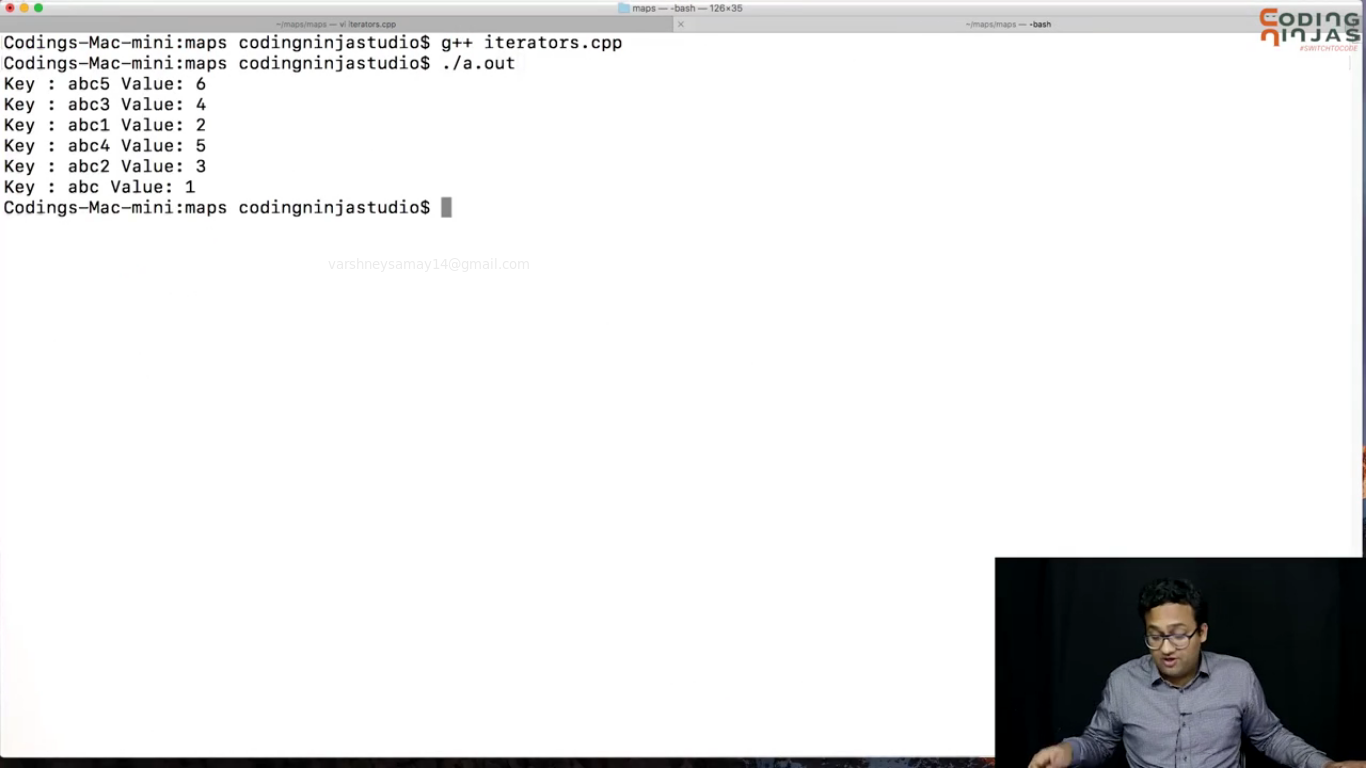 maps — -bash — 126×35
~/maps/maps — vi iterators.cpp
~/maps/maps — -bash
CODING
NINJAS
#SWITCHTOCODE
Codings-Mac-mini:maps codingninjastudio$ g++ iterators.cpp
Codings-Mac-mini:maps codingninjastudio$ ./a.out
Key : abc5 Value: 6
Key : abc3 Value: 4
Key : abc1 Value: 2
Key : abc4 Value: 5
Key : abc2 Value: 3
Key : abc Value: 1
Codings-Mac-mini:maps codingninjastudio$
varshneysamay14@gmail.com